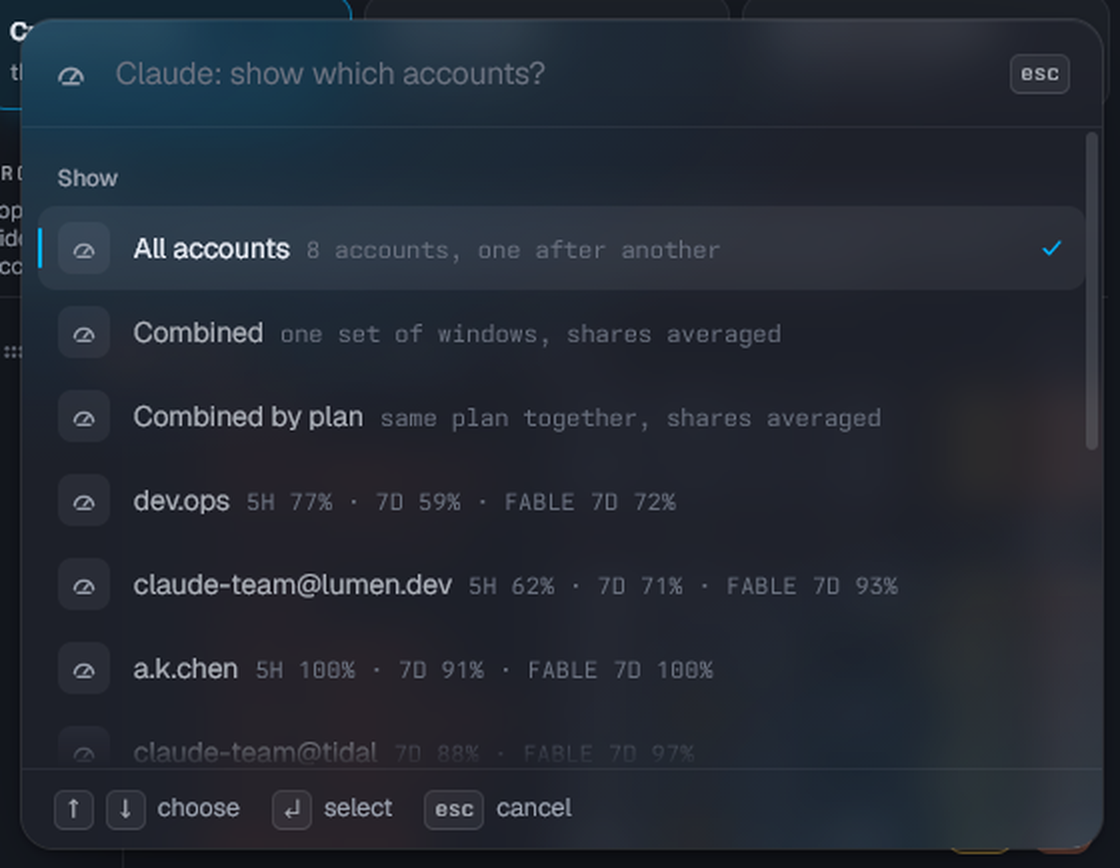 Claude: show which accounts?
esc
Show
All accounts 8 accounts, one after another
Combined one set of windows, shares averaged
Combined by plan same plan together, shares averaged
dev.ops 5H 77% · 7D 59% · FABLE 7D 72%
claude-team@lumen.dev 5H 62% · 7D 71% · FABLE 7D 93%
a.k.chen 5H 100% · 7D 91% · FABLE 7D 100%
claude-team@tidal 7D 88% · FABLE 7D 97%
↑ ↓ choose ↵ select esc cancel